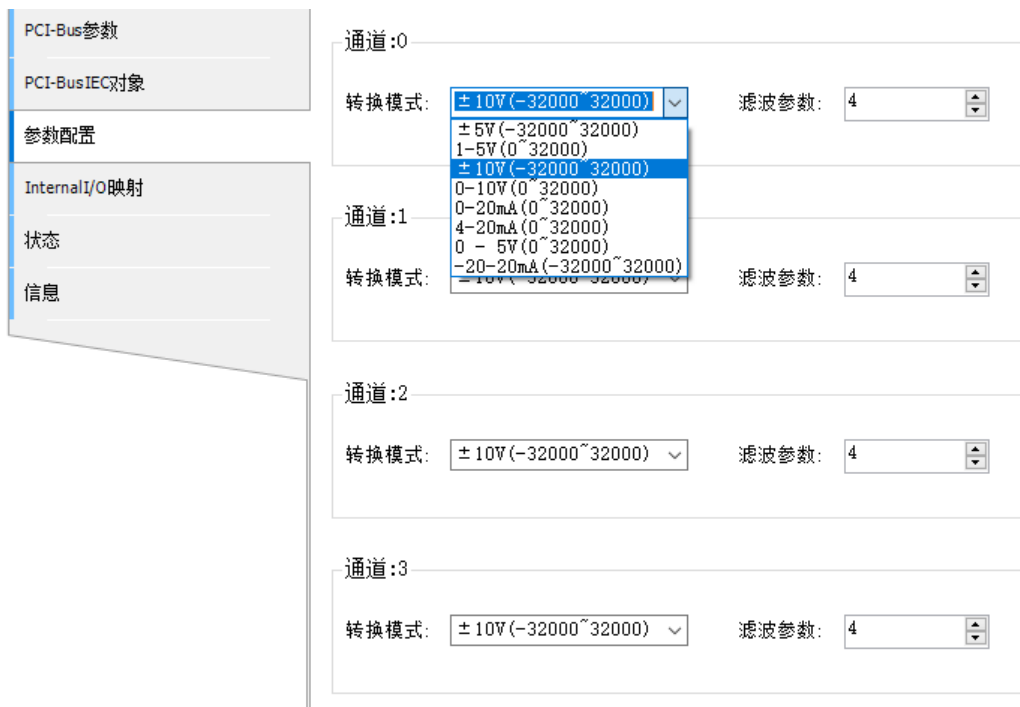 PCI-Bus参数
PCI-BusIEC对象
参数配置
InternalI/O映射
状态
信息
通道:0
转换模式: ±10V(-32000~32000) 滤波参数: 4
±5V(-32000~32000)
1-5V(0~32000)
±10V(-32000~32000)
0-10V(0~32000)
0-20mA(0~32000)
4-20mA(0~32000)
0 - 5V(0~32000)
-20-20mA(-32000~32000)
通道:1
转换模式: ±10V(-32000~32000) 滤波参数: 4
通道:2
转换模式: ±10V(-32000~32000) 滤波参数: 4
通道:3
转换模式: ±10V(-32000~32000) 滤波参数: 4